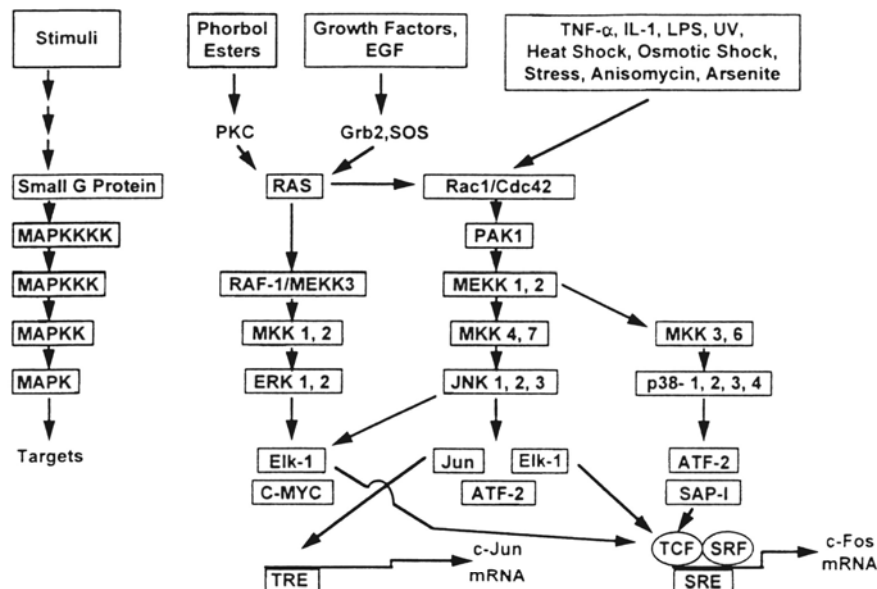 Stimuli
Phorbol
Esters
Growth Factors,
EGF
TNF-α, IL-1, LPS, UV,
Heat Shock, Osmotic Shock,
Stress, Anisomycin, Arsenite
PKC
Grb2,SOS
Small G Protein
RAS
Rac1/Cdc42
MAPKKKK
PAK1
MAPKKK
RAF-1/MEKK3
MEKK 1, 2
MAPKK
MKK 1, 2
MKK 4, 7
MKK 3, 6
MAPK
ERK 1, 2
JNK 1, 2, 3
p38- 1, 2, 3, 4
Targets
Elk-1
Jun
Elk-1
ATF-2
C-MYC
ATF-2
SAP-I
TCF
SRF
c-Jun
mRNA
c-Fos
mRNA
TRE
SRE